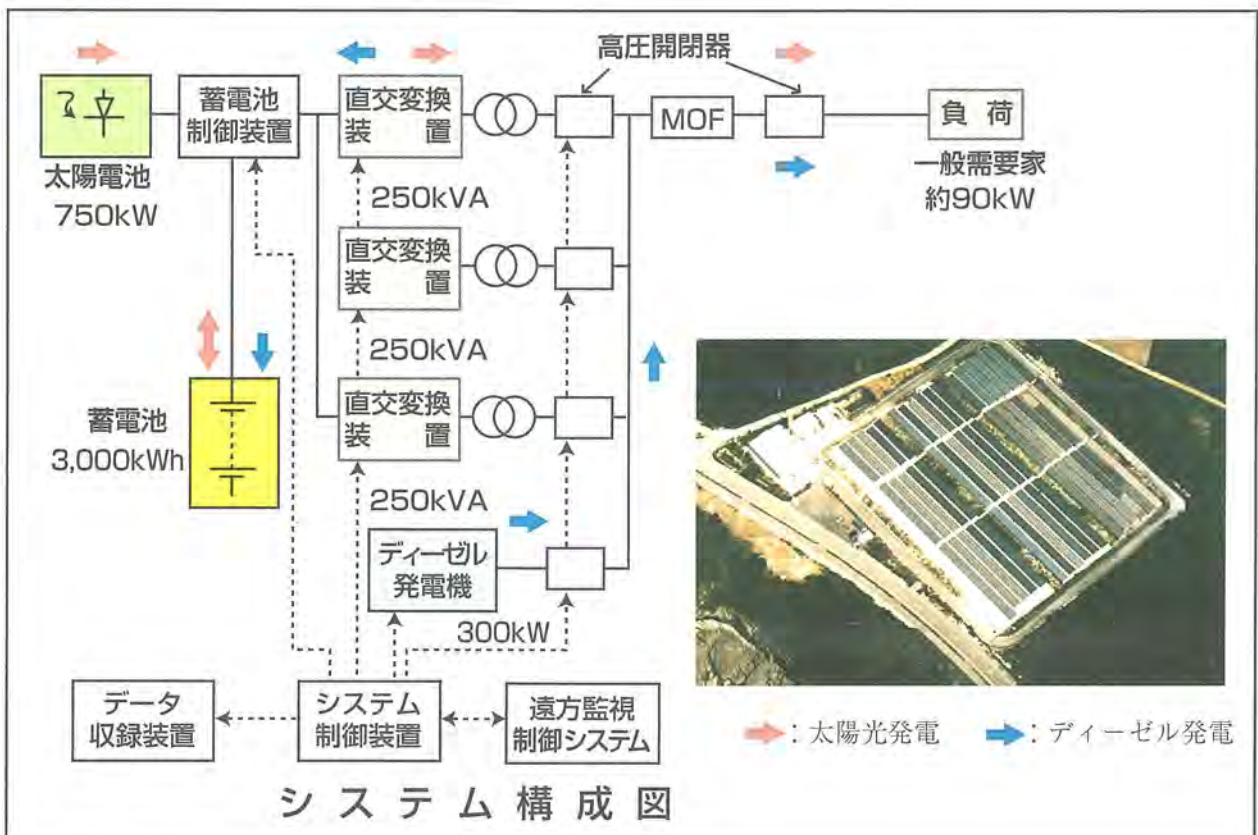 高圧開閉器
蓄電池
制御装置
直交変換
装 置
MOF
負 荷
太陽電池
750kW
一般需要家
約90kW
250kVA
直交変換
装 置
250kVA
直交変換
装 置
蓄電池
3,000kWh
250kVA
ディーゼル
発電機
300kW
データ
収録装置
システム
制御装置
遠方監視
制御システム
:太陽光発電
:ディーゼル発電
システム構成図